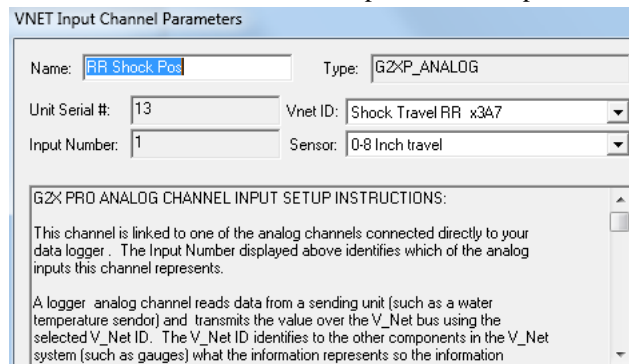 VNET Input Channel Parameters
Name: RR Shock Pos Type: G2XP_ANALOG
Unit Serial #: 13 Vnet ID: Shock Travel RR x3A7
Input Number: 1 Sensor: 0-8 Inch travel
G2X PRO ANALOG CHANNEL INPUT SETUP INSTRUCTIONS:
This channel is linked to one of the analog channels connected directly to your
data logger . The Input Number displayed above identifies which of the analog
inputs this channel represents.
A logger analog channel reads data from a sending unit (such as a water
temperature sendor) and transmits the value over the V_Net bus using the
selected V_Net ID. The V_Net ID identifies to the other components in the V_Net
system (such as gauges) what the information represents so the information